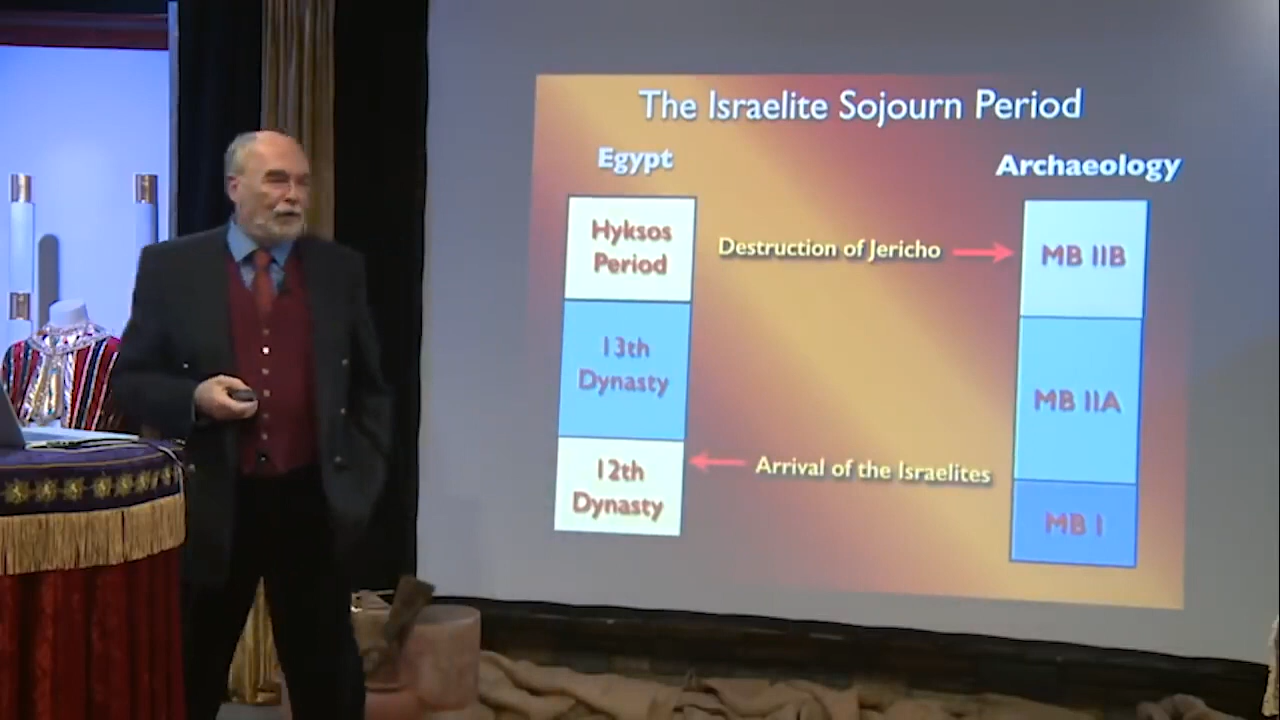 The Israelite Sojourn Period
Egypt
Archaeology
Hyksos
Period
Destruction of Jericho
MB IIB
13th
Dynasty
MB IIA
12th
Dynasty
Arrival of the Israelites
MB I